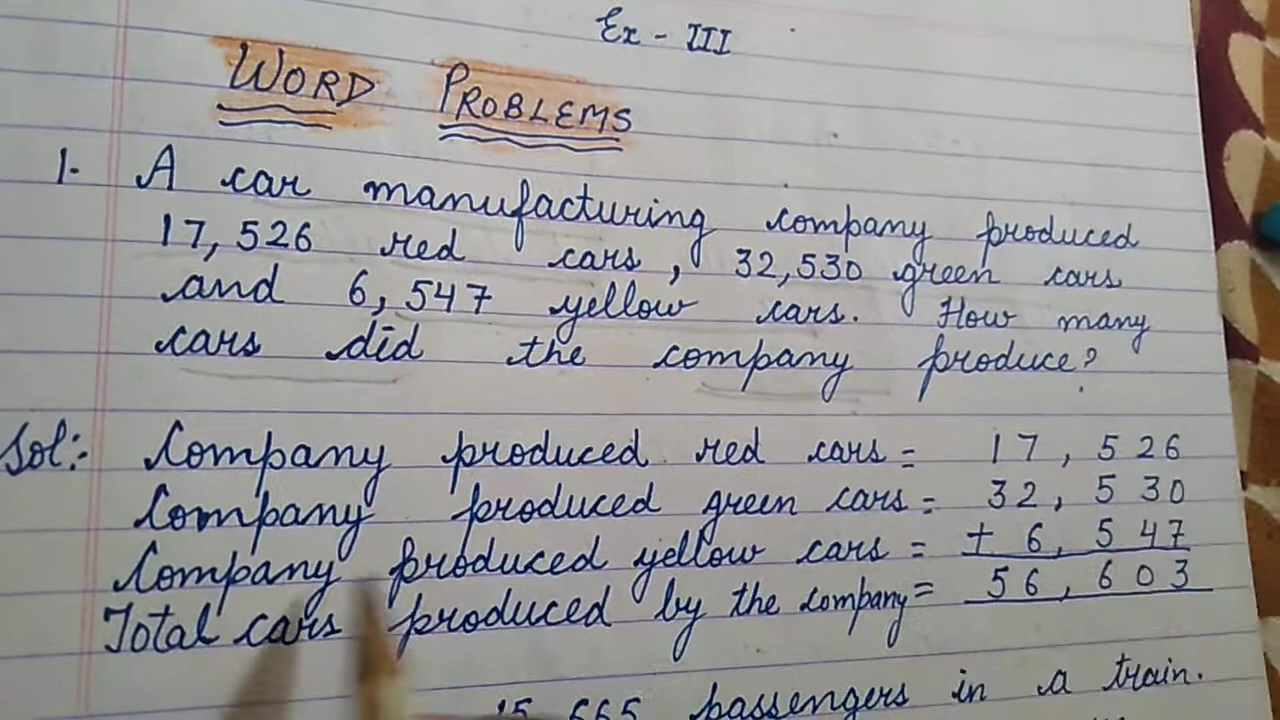 Ex - III
WORD PROBLEMS
1. A car manufacturing company produced
17,526 red cars, 32,530 green cars
and 6,547 yellow cars. How many
cars did the company produce?
Sol:- Company produced red cars = 17,526
Company produced green cars = 32,530
Company produced yellow cars = + 6,547
Total cars produced by the company = 56,603
15,665 passengers in a train.